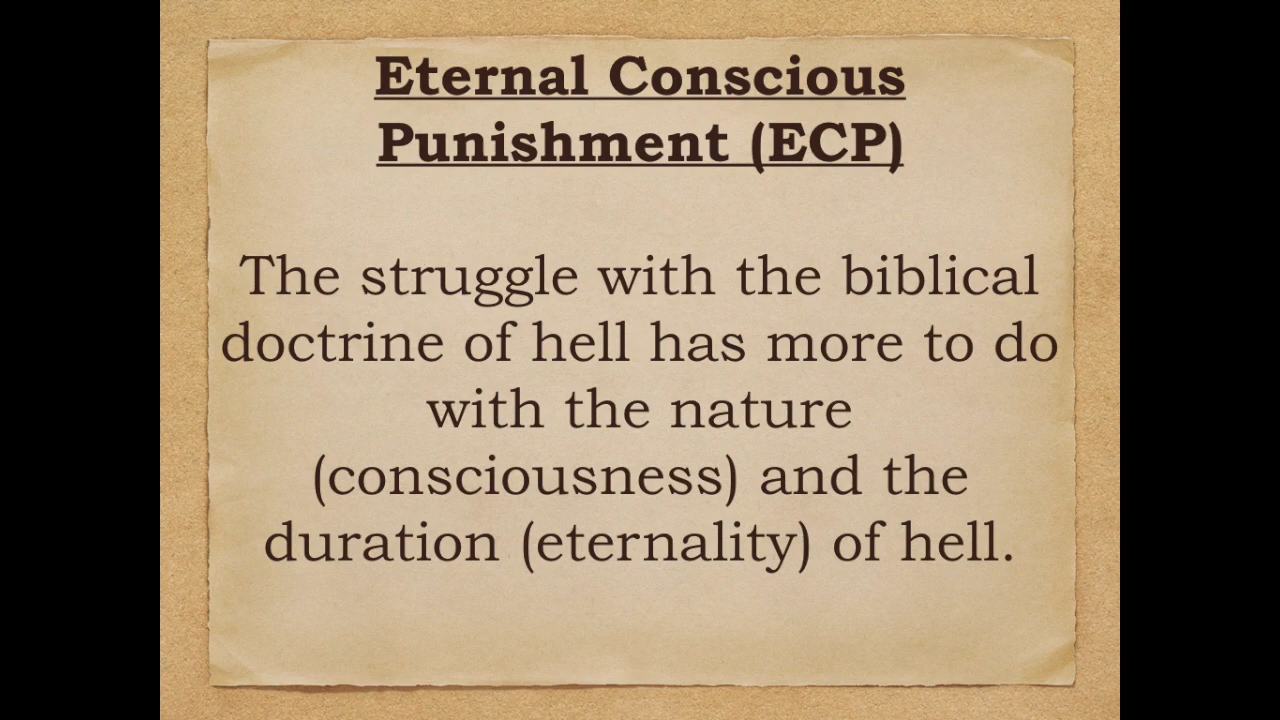 Eternal Conscious
Punishment (ECP)
The struggle with the biblical
doctrine of hell has more to do
with the nature
(consciousness) and the
duration (eternality) of hell.